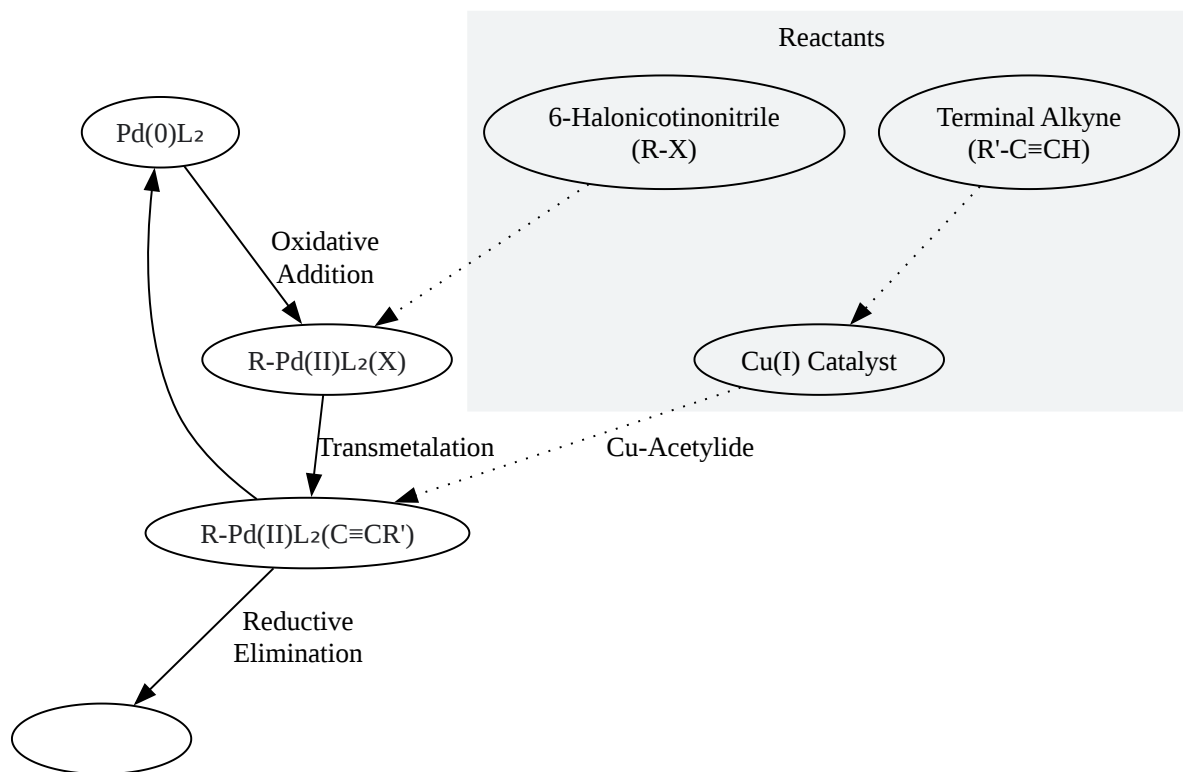 Reactants
6-Halonicotinonitrile
(R-X)
Terminal Alkyne
(R'-C≡CH)
Pd(0)L₂
Oxidative
Addition
R-Pd(II)L₂(X)
Cu(I) Catalyst
Transmetalation
Cu-Acetylide
R-Pd(II)L₂(C≡CR')
Reductive
Elimination